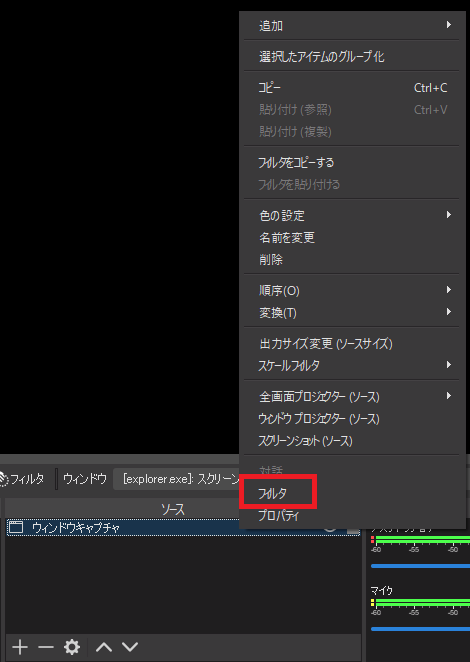 追加
選択したアイテムのグループ化
コピー Ctrl+C
貼り付け (参照) Ctrl+V
貼り付け (複製)
フィルタをコピーする
フィルタを貼り付ける
色の設定
名前を変更
削除
順序(O)
変換(T)
出力サイズ変更 (ソースサイズ)
スケールフィルタ
全画面プロジェクター (ソース)
ウィンドウ プロジェクター (ソース)
スクリーンショット (ソース)
対話
フィルタ
プロパティ
フィルタ ウィンドウ [explorer.exe]: スクリーン
ソース
ウィンドウキャプチャ
-60 -55 -50
マイク
-60 -55 -50